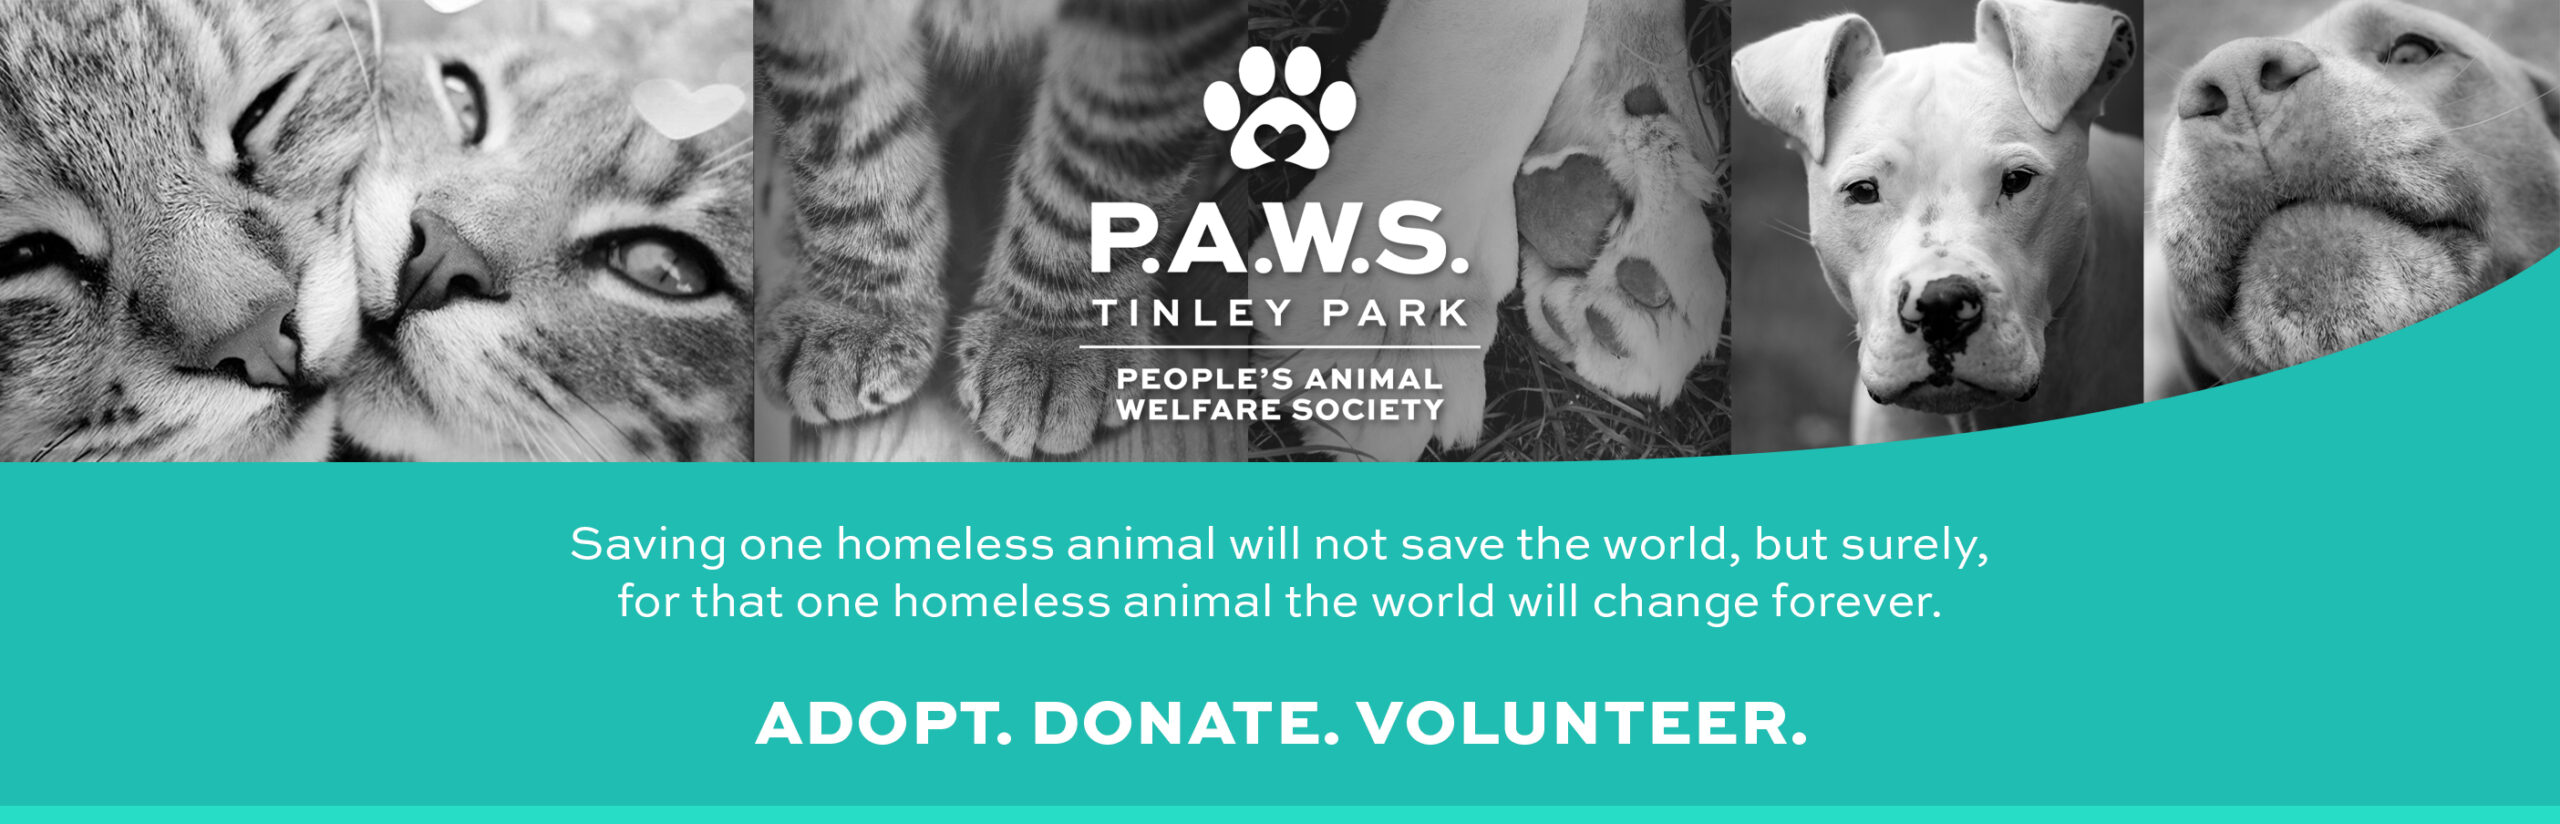 P.A.W.S.
TINLEY PARK
PEOPLE’S ANIMAL
WELFARE SOCIETY
Saving one homeless animal will not save the world, but surely,
for that one homeless animal the world will change forever.
ADOPT. DONATE. VOLUNTEER.